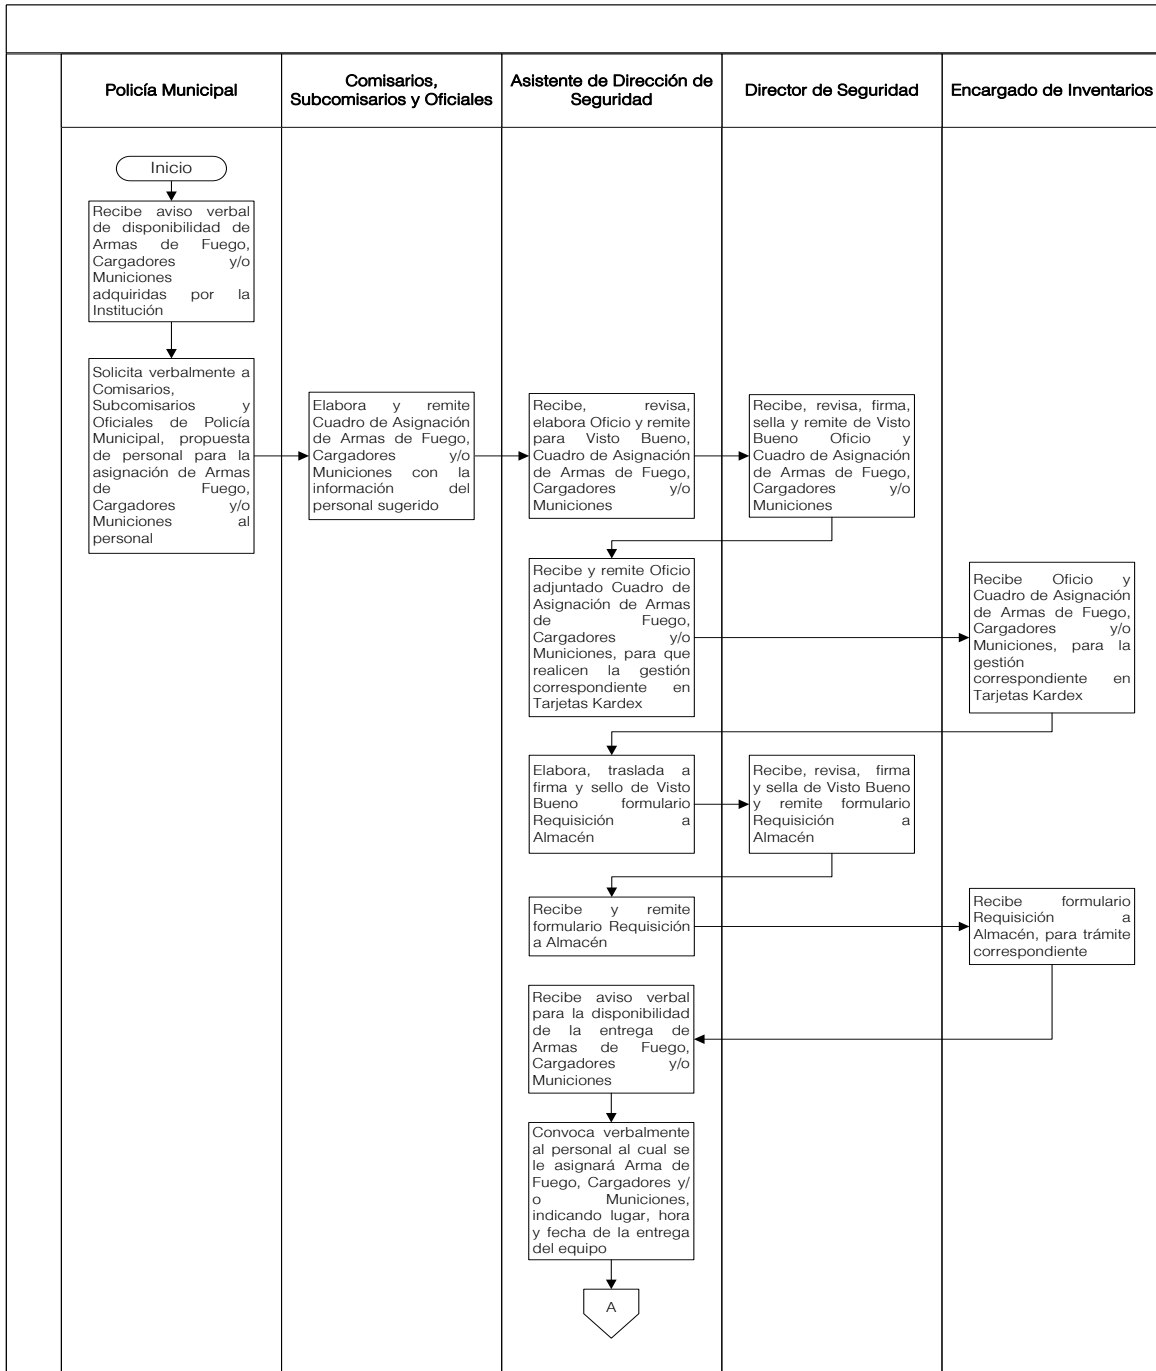 Policía Municipal
Comisarios,
Subcomisarios y Oficiales
Asistente de Dirección de
Seguridad
Director de Seguridad
Encargado de Inventarios
Inicio
Recibe aviso verbal
de disponibilidad de
Armas de Fuego,
Cargadores y/o
Municiones
adquiridas por la
Institución
Solicita verbalmente a
Comisarios,
Subcomisarios y
Oficiales de Policía
Municipal, propuesta
de personal para la
asignación de Armas
de Fuego,
Cargadores y/o
Municiones al
personal
Elabora y remite
Cuadro de Asignación
de Armas de Fuego,
Cargadores y/o
Municiones con la
información del
personal sugerido
Recibe, revisa,
elabora Oficio y remite
para Visto Bueno,
Cuadro de Asignación
de Armas de Fuego,
Cargadores y/o
Municiones
Recibe, revisa, firma,
sella y remite de Visto
Bueno Oficio y
Cuadro de Asignación
de Armas de Fuego,
Cargadores y/o
Municiones
Recibe y remite Oficio
adjuntado Cuadro de
Asignación de Armas
de Fuego,
Cargadores y/o
Municiones, para que
realicen la gestión
correspondiente en
Tarjetas Kardex
Recibe Oficio y
Cuadro de Asignación
de Armas de Fuego,
Cargadores y/o
Municiones, para la
gestión
correspondiente en
Tarjetas Kardex
Elabora, traslada a
firma y sello de Visto
Bueno formulario
Requisición a
Almacén
Recibe, revisa, firma
y sella de Visto Bueno
y remite formulario
Requisición a
Almacén
Recibe y remite
formulario Requisición
a Almacén
Recibe formulario
Requisición a
Almacén, para trámite
correspondiente
Recibe aviso verbal
para la disponibilidad
de la entrega de
Armas de Fuego,
Cargadores y/o
Municiones
Convoca verbalmente
al personal al cual se
le asignará Arma de
Fuego, Cargadores y/
o Municiones,
indicando lugar, hora
y fecha de la entrega
del equipo
A